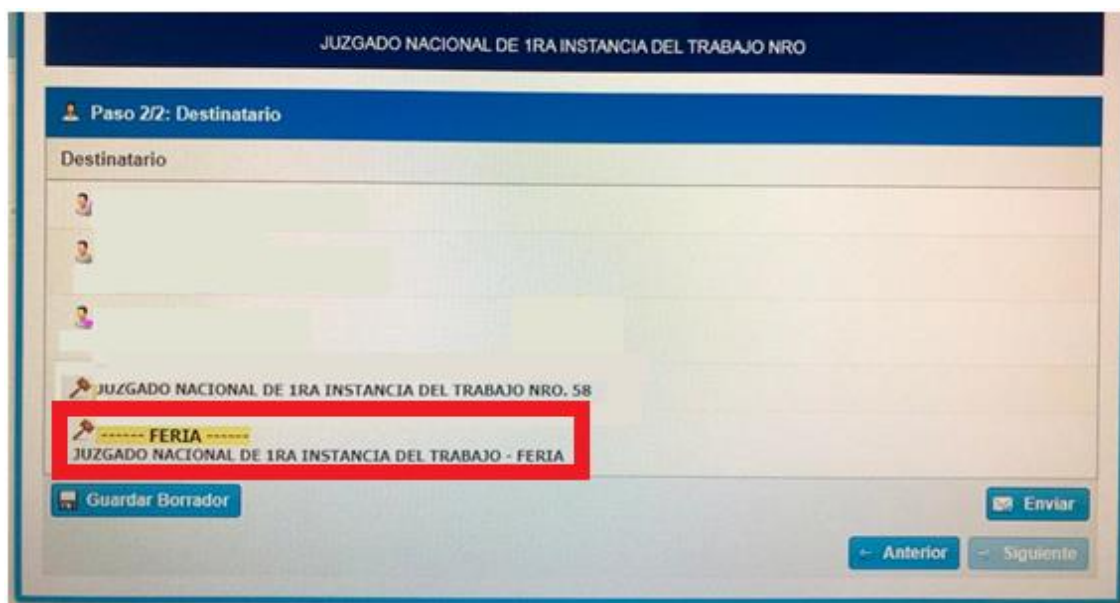 JUZGADO NACIONAL DE 1RA INSTANCIA DEL TRABAJO NRO
Paso 2/2: Destinatario
Destinatario
JUZGADO NACIONAL DE 1RA INSTANCIA DEL TRABAJO NRO. 58
------ FERIA ------
JUZGADO NACIONAL DE 1RA INSTANCIA DEL TRABAJO - FERIA
Guardar Borrador
Enviar
← Anterior
→ Siguiente